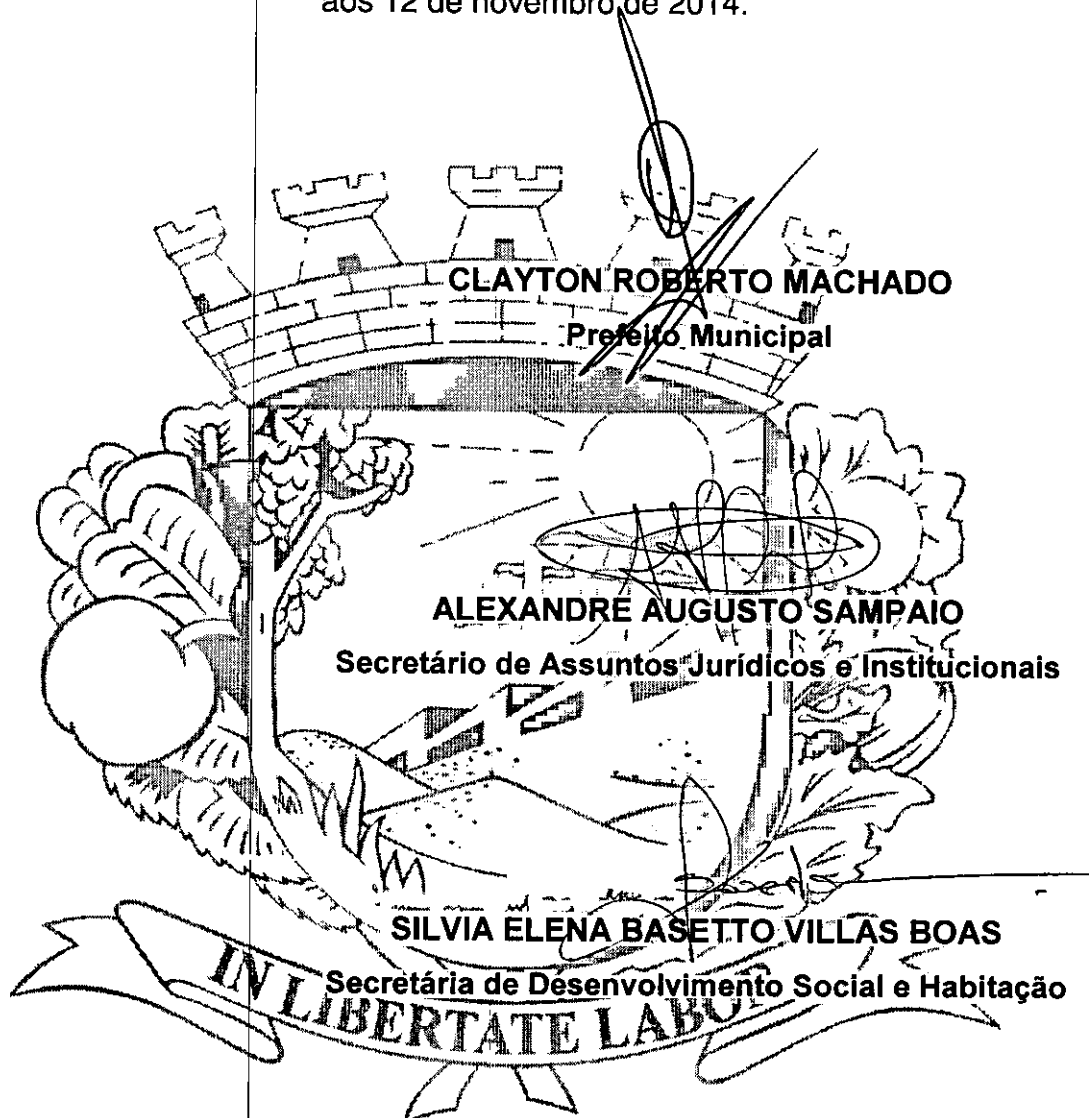 aos 12 de novembro de 2014.
CLAYTON ROBERTO MACHADO
Prefeito Municipal
ALEXANDRE AUGUSTO SAMPAIO
Secretário de Assuntos Jurídicos e Institucionais
SILVIA ELENA BASETTO VILLAS BOAS
Secretária de Desenvolvimento Social e Habitação
IN LIBERTATE LABOR